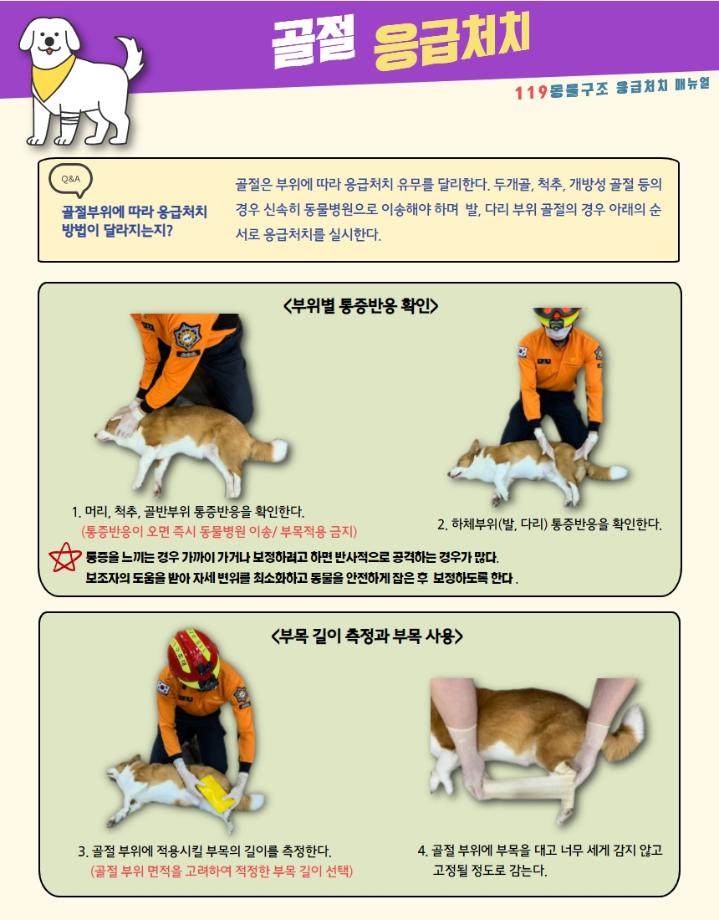 골절 응급처치
119동물구조 응급처치 매뉴얼
Q&A
골절부위에 따라 응급처치
방법이 달라지는지?
골절은 부위에 따라 응급처치 유무를 달리한다. 두개골, 척추, 개방성 골절 등의
경우 신속히 동물병원으로 이송해야 하며 발, 다리 부위 골절의 경우 아래의 순
서로 응급처치를 실시한다.
<부위별 통증반응 확인>
1. 머리, 척추, 골반부위 통증반응을 확인한다.
(통증반응이 오면 즉시 동물병원 이송/ 부목적용 금지)
2. 하체부위(발, 다리) 통증반응을 확인한다.
통증을 느끼는 경우 가까이 가거나 보정하려고 하면 반사적으로 공격하는 경우가 많다.
보조자의 도움을 받아 자세 변위를 최소화하고 동물을 안전하게 잡은 후 보정하도록 한다 .
<부목 길이 측정과 부목 사용>
3. 골절 부위에 적용시킬 부목의 길이를 측정한다.
(골절 부위 면적을 고려하여 적정한 부목 길이 선택)
4. 골절 부위에 부목을 대고 너무 세게 감지 않고
고정될 정도로 감는다.